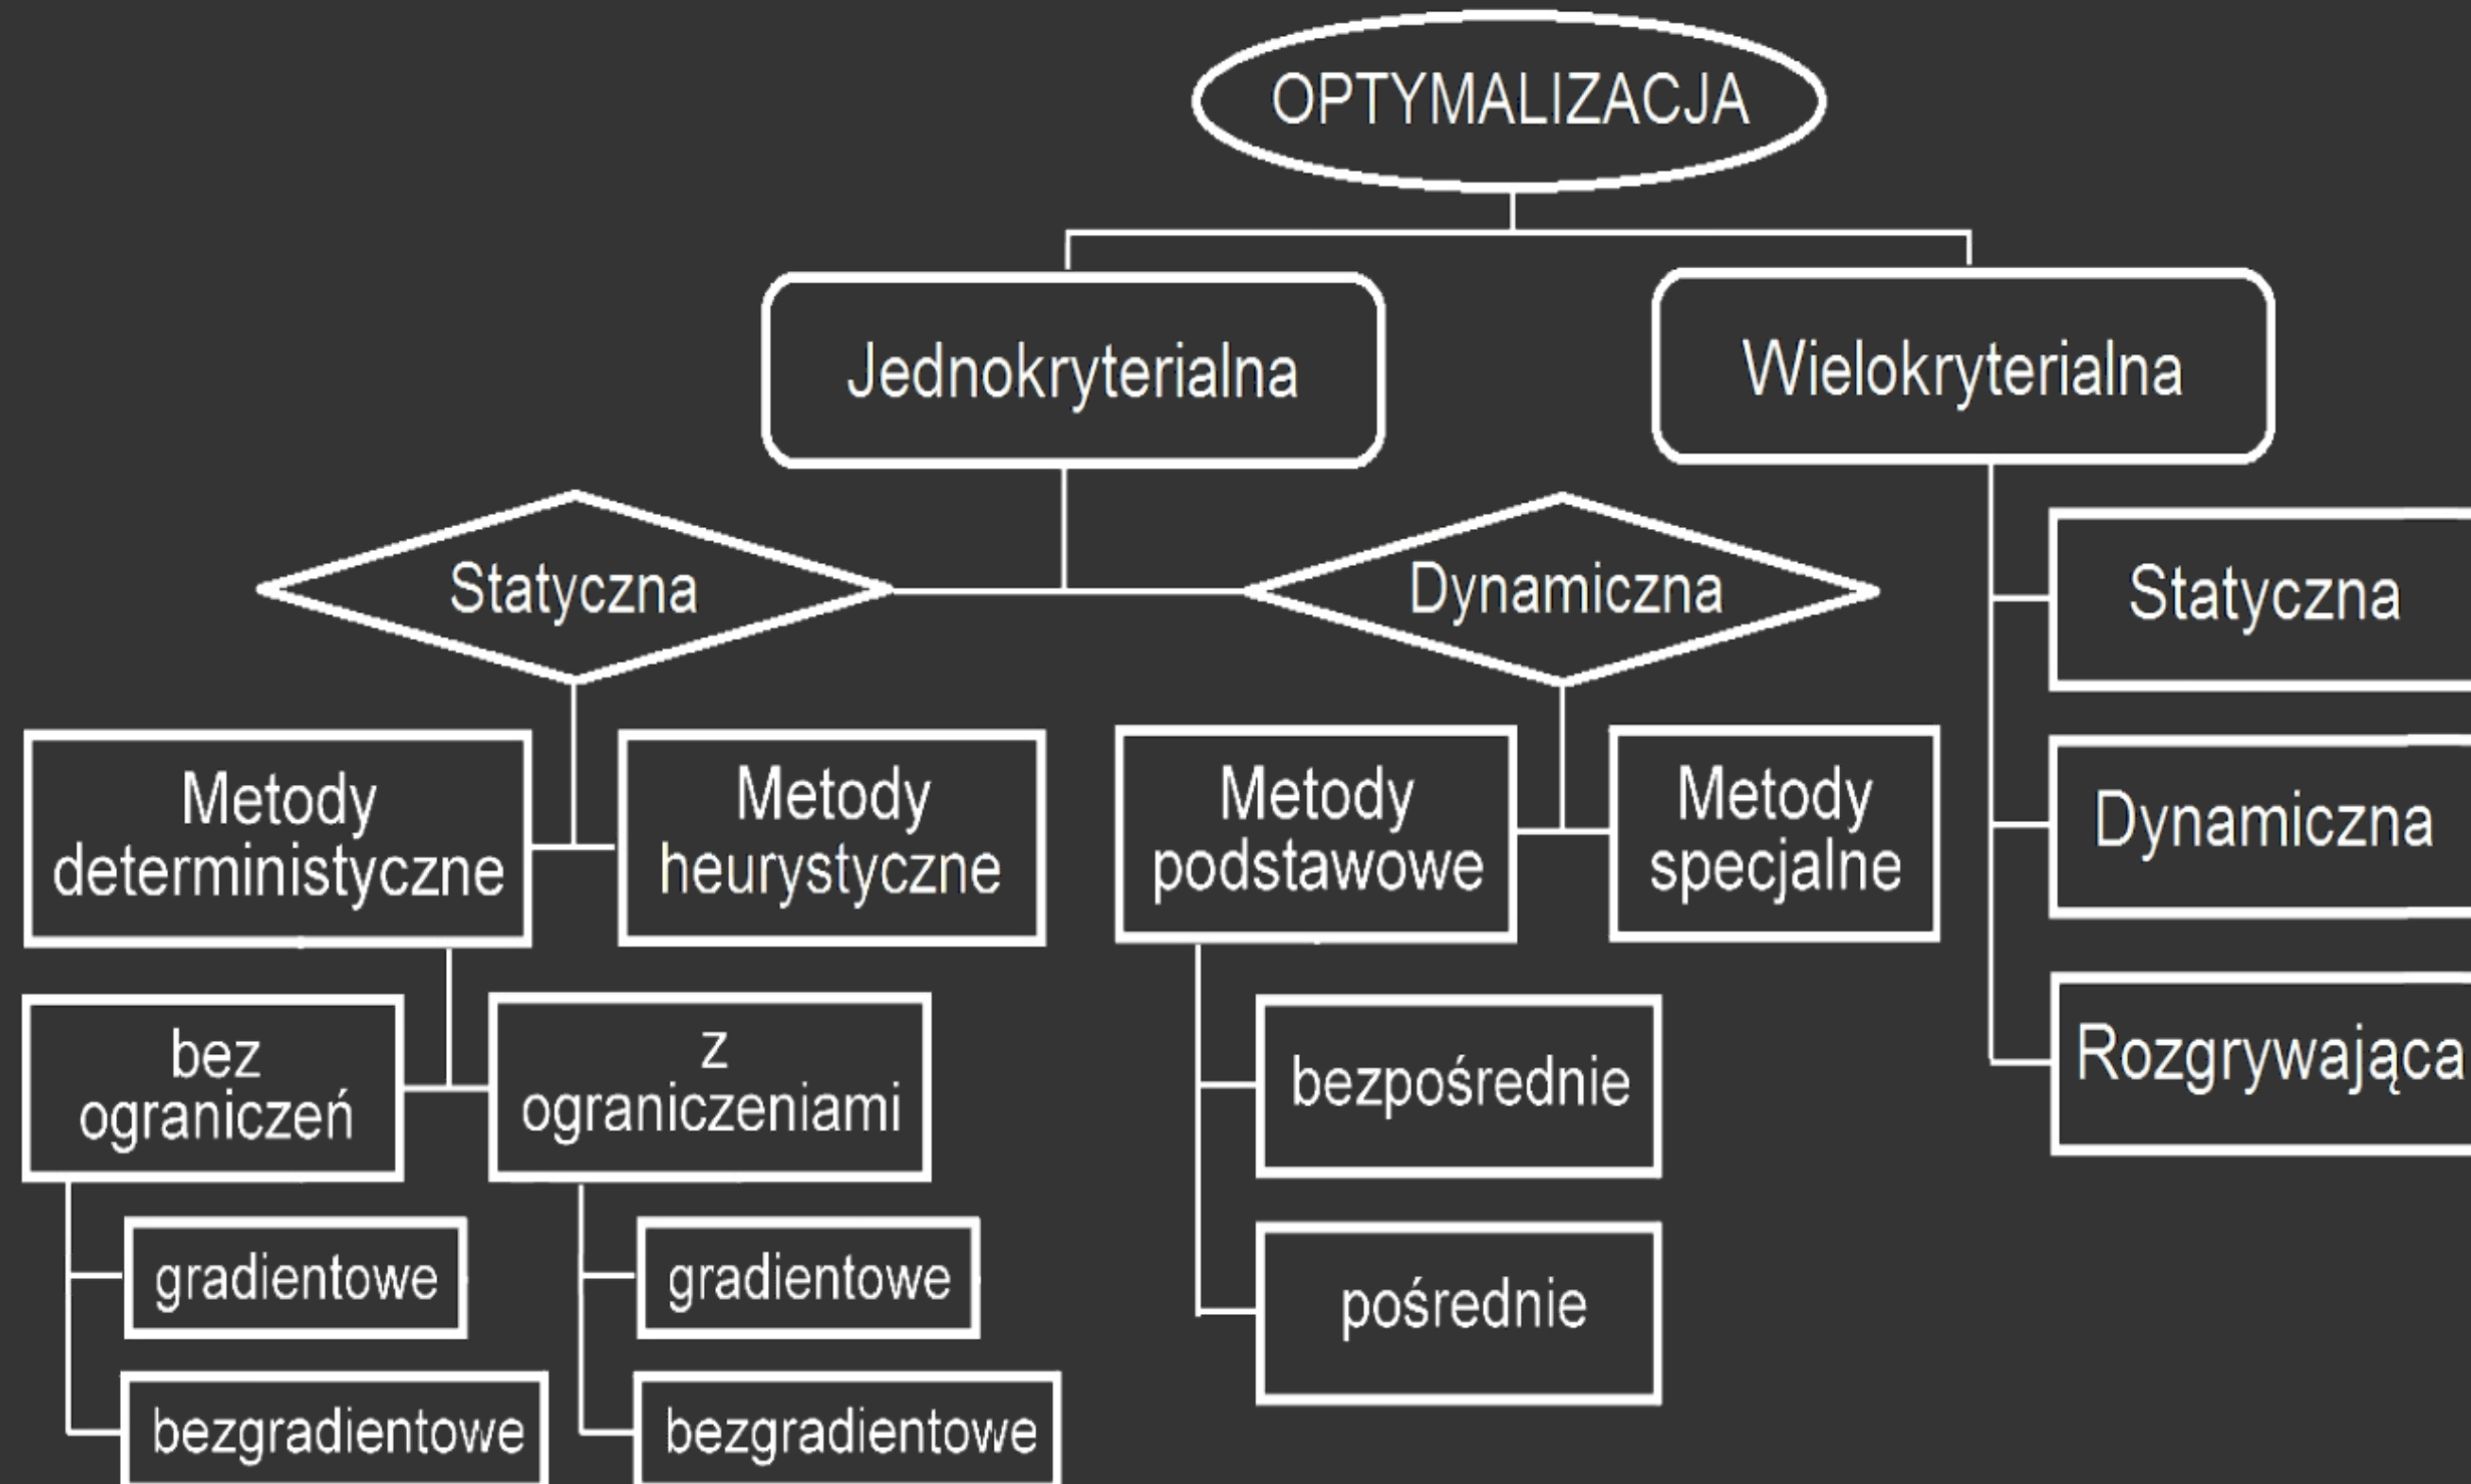 OPTYMALIZACJA
Jednokryterialna
Wielokryterialna
Statyczna
Dynamiczna
Statyczna
Metody
deterministyczne
Metody
heurystyczne
Metody
podstawowe
Metody
specjalne
Dynamiczna
bez
ograniczeń
z
ograniczeniami
bezpośrednie
Rozgrywająca
gradientowe
gradientowe
pośrednie
bezgradientowe
bezgradientowe